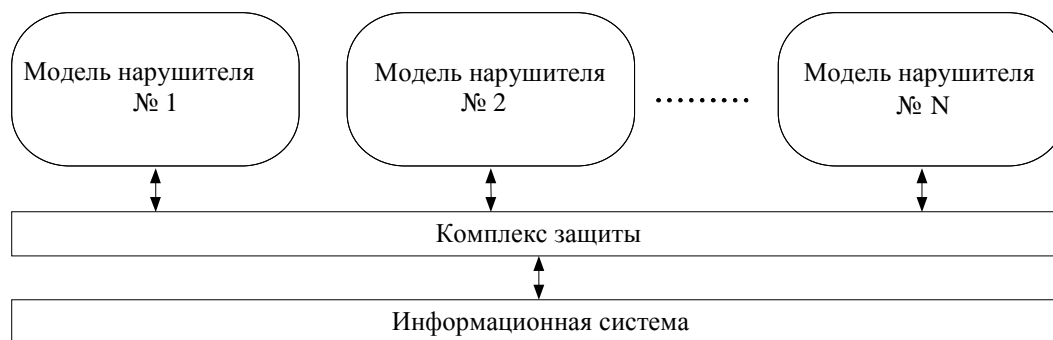 Модель нарушителя
№ 1
Модель нарушителя
№ 2
Модель нарушителя
№ N
Комплекс защиты
Информационная система